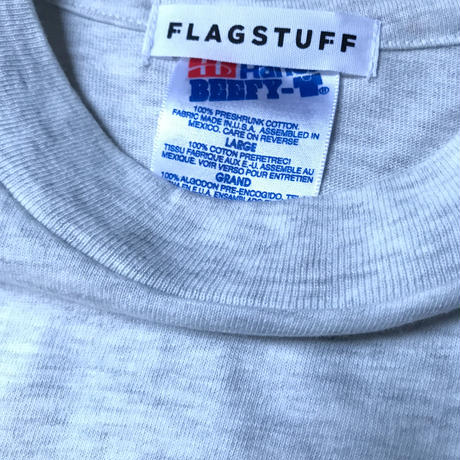 FLAGSTUFF
BEEFY-T®
100% PRESHRUNK COTTON.
FABRIC MADE IN U.S.A. ASSEMBLED IN
MEXICO. CARE ON REVERSE
LARGE
100% COTON PRERETRECI
TISSU FABRIQUE AUX E.-U. ASSEMBLE AU
MEXIQUE. VOIR VERSO POUR ENTRETIEN
GRAND
100% ALGODON PRE-ENCOGIDO.
EN E.U.A.